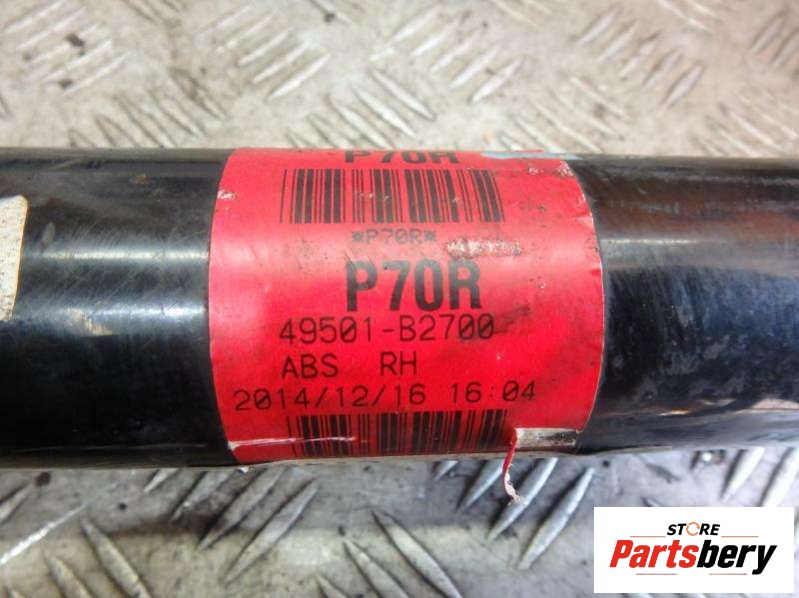 P70R
*P70R*
P70R
49501-B2700
ABS RH
2014/12/16 16:04
STORE
Partsbery